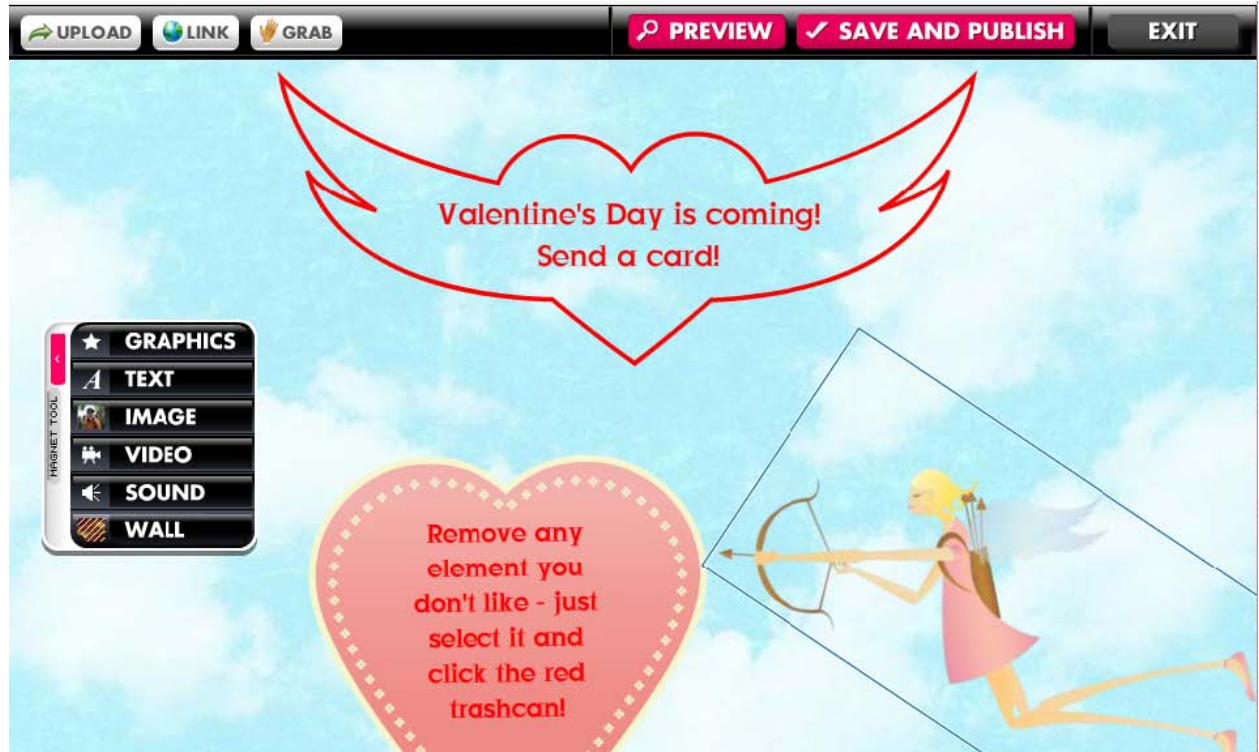 UPLOAD LINK GRAB PREVIEW SAVE AND PUBLISH EXIT
Valentine's Day is coming!
Send a card!
MAGNET TOOL
GRAPHICS
TEXT
IMAGE
VIDEO
SOUND
WALL
Remove any
element you
don't like - just
select it and
click the red
trashcan!